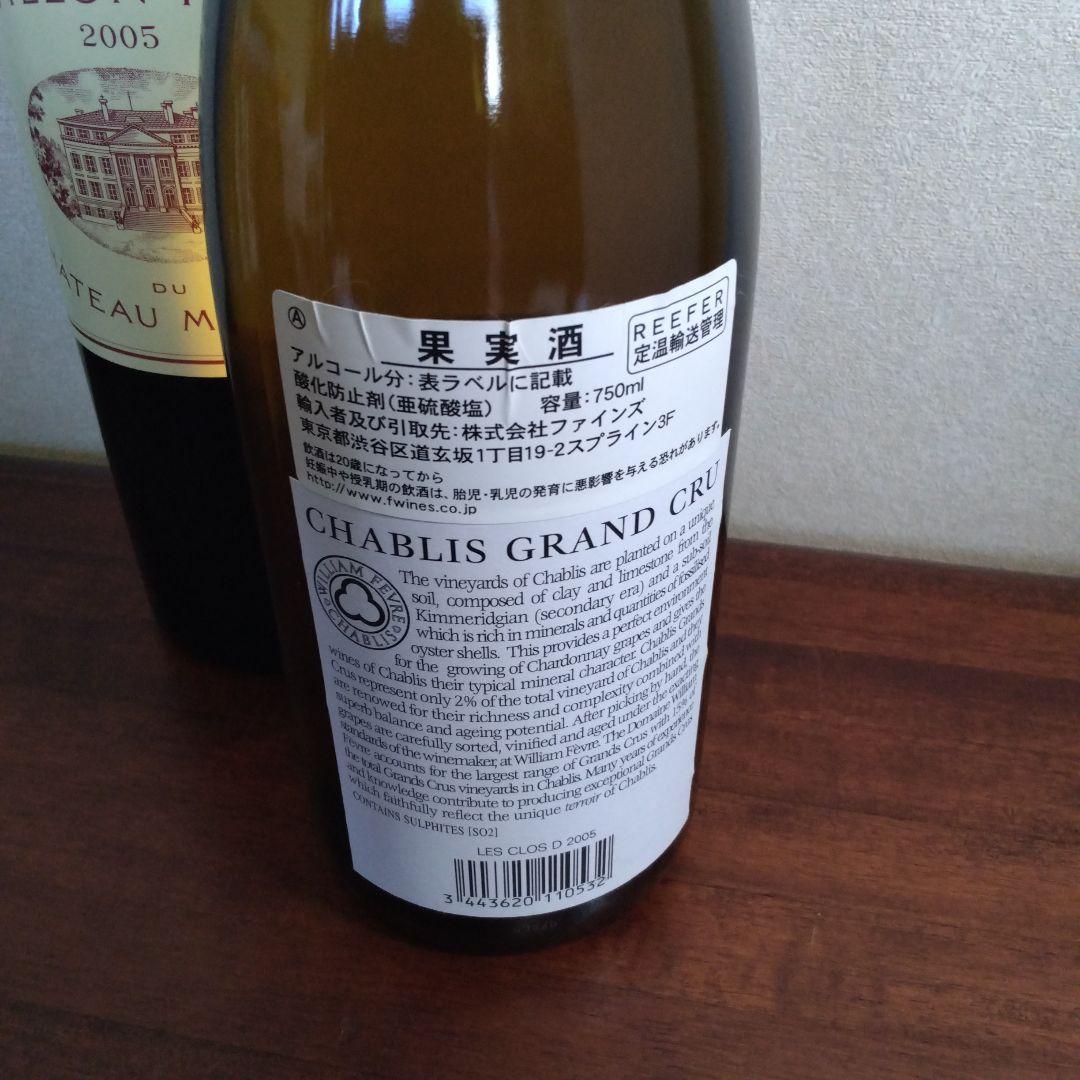 2005
DU
CHATEAU M
Ⓐ
果実酒
REEFER
定温輸送管理
アルコール分：表ラベルに記載
酸化防止剤（亜硫酸塩） 容量：750ml
輸入者及び引取先：株式会社ファインズ
東京都渋谷区道玄坂1丁目19-2スプライン3F
飲酒は20歳になってから
妊娠中や授乳期の飲酒は、胎児・乳児の発育に悪影響を与える恐れがあります。
http://www.fwines.co.jp
CHABLIS GRAND CRU
WILLIAM FEVRE
CHABLIS
The vineyards of Chablis are planted on a unique
soil, composed of clay and limestone from the
Kimmeridgian (secondary era) and a sub-soil
which is rich in minerals and quantities of fossilised
oyster shells. This provides a perfect environment
for the growing of Chardonnay grapes and gives the
wines of Chablis their typical mineral character. Chablis Grands
Crus represent only 2% of the total vineyard of Chablis and they
are renowed for their richness and complexity combined with
superb balance and ageing potential. After picking by hand, the
grapes are carefully sorted, vinified and aged under the exacting
standards of the winemaker, at William Fèvre. The Domaine William
Fèvre accounts for the largest range of Grands Crus with 15% of
the total Grands Crus vineyards in Chablis. Many years of experience
and knowledge contribute to producing exceptional Grands Crus
which faithfully reflect the unique terroir of Chablis.
CONTAINS SULPHITES [SO2]
LES CLOS D 2005
3 443620 110532